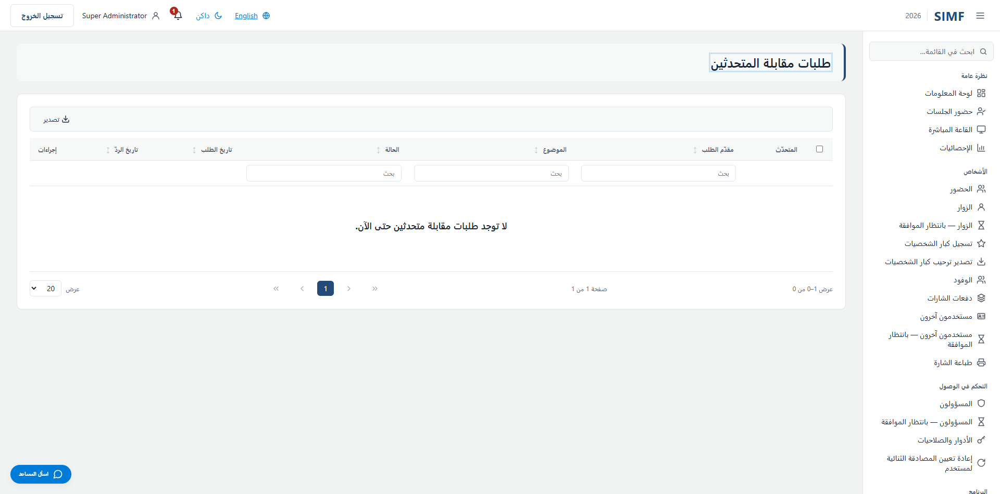 SIMF
2026
English
داكن
1
Super Administrator
تسجيل الخروج
ابحث في القائمة...
نظرة عامة
لوحة المعلومات
حضور الجلسات
القاعة المباشرة
الإحصائيات
الأشخاص
الحضور
الزوار
الزوار — بانتظار الموافقة
تسجيل كبار الشخصيات
تصدير ترحيب كبار الشخصيات
الوفود
دفعات الشارات
مستخدمون آخرون
مستخدمون آخرون — بانتظار
الموافقة
طباعة الشارة
التحكم في الوصول
المسؤولون
المسؤولون — بانتظار الموافقة
الأدوار والصلاحيات
إعادة تعيين المصادقة الثنائية
لمستخدم
البرنامج
طلبات مقابلة المتحدثين
تصدير
المتحدّث
مقدّم الطلب
الموضوع
الحالة
تاريخ الطلب
تاريخ الردّ
إجراءات
بحث
بحث
بحث
لا توجد طلبات مقابلة متحدثين حتى الآن.
عرض 1–0 من 0
صفحة 1 من 1
1
عرض
20
اسأل المساعد